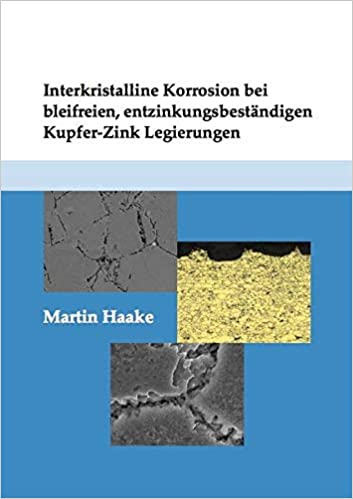 Interkristalline Korrosion bei
bleifreien, entzinkungsbeständigen
Kupfer-Zink Legierungen
Martin Haake